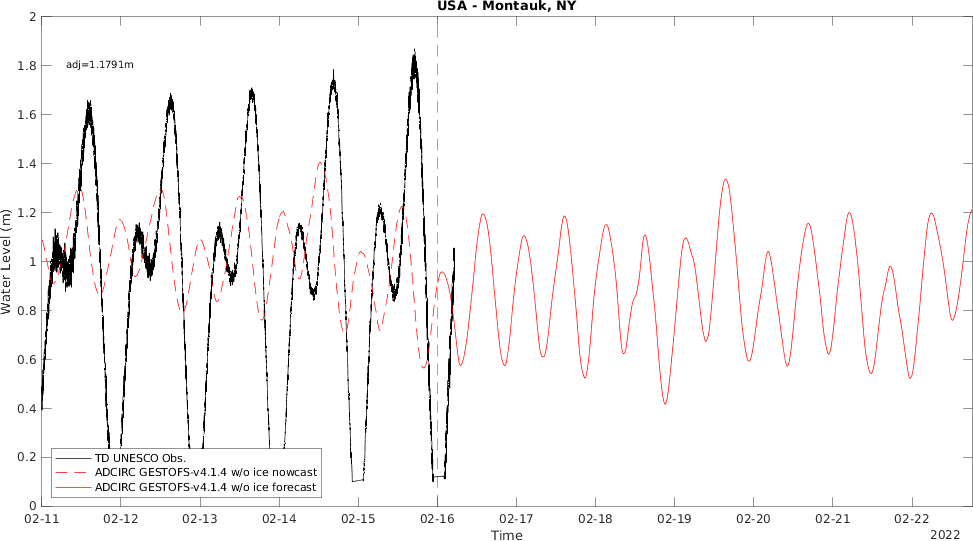 USA - Montauk, NY
adj=1.1791m
Water Level (m)
2
1.8
1.6
1.4
1.2
1
0.8
0.6
0.4
0.2
0
TD UNESCO Obs.
ADCIRC GESTOFS-v4.1.4 w/o ice nowcast
ADCIRC GESTOFS-v4.1.4 w/o ice forecast
02-11 02-12 02-13 02-14 02-15 02-16 02-17 02-18 02-19 02-20 02-21 02-22
Time
2022